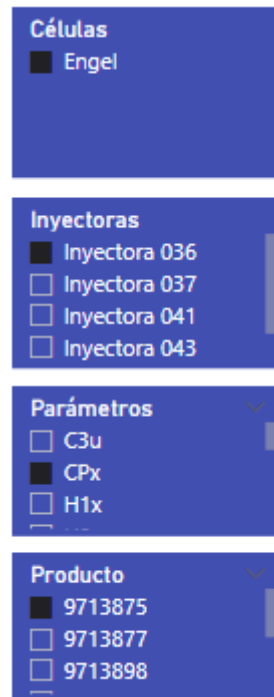 Células
Engel
Inyectoras
Inyectora 036
Inyectora 037
Inyectora 041
Inyectora 043
Parámetros
C3u
CPx
H1x
Producto
9713875
9713877
9713898